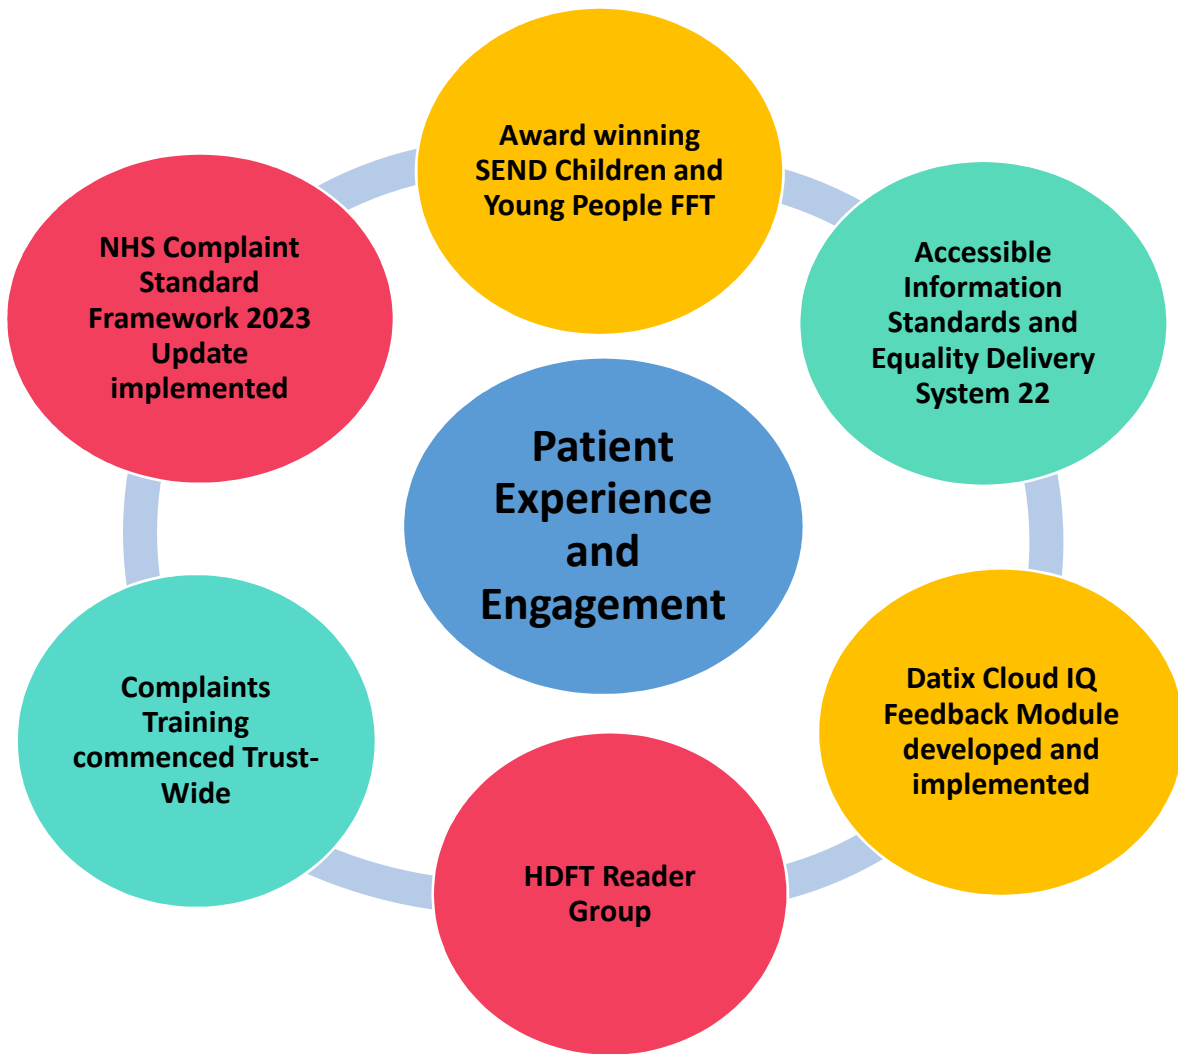 Award winning
SEND Children and
Young People FFT
Accessible
Information
Standards and
Equality Delivery
System 22
Datix Cloud IQ
Feedback Module
developed and
implemented
HDFT Reader
Group
Complaints
Training
commenced Trust-
Wide
NHS Complaint
Standard
Framework 2023
Update
implemented
Patient
Experience
and
Engagement